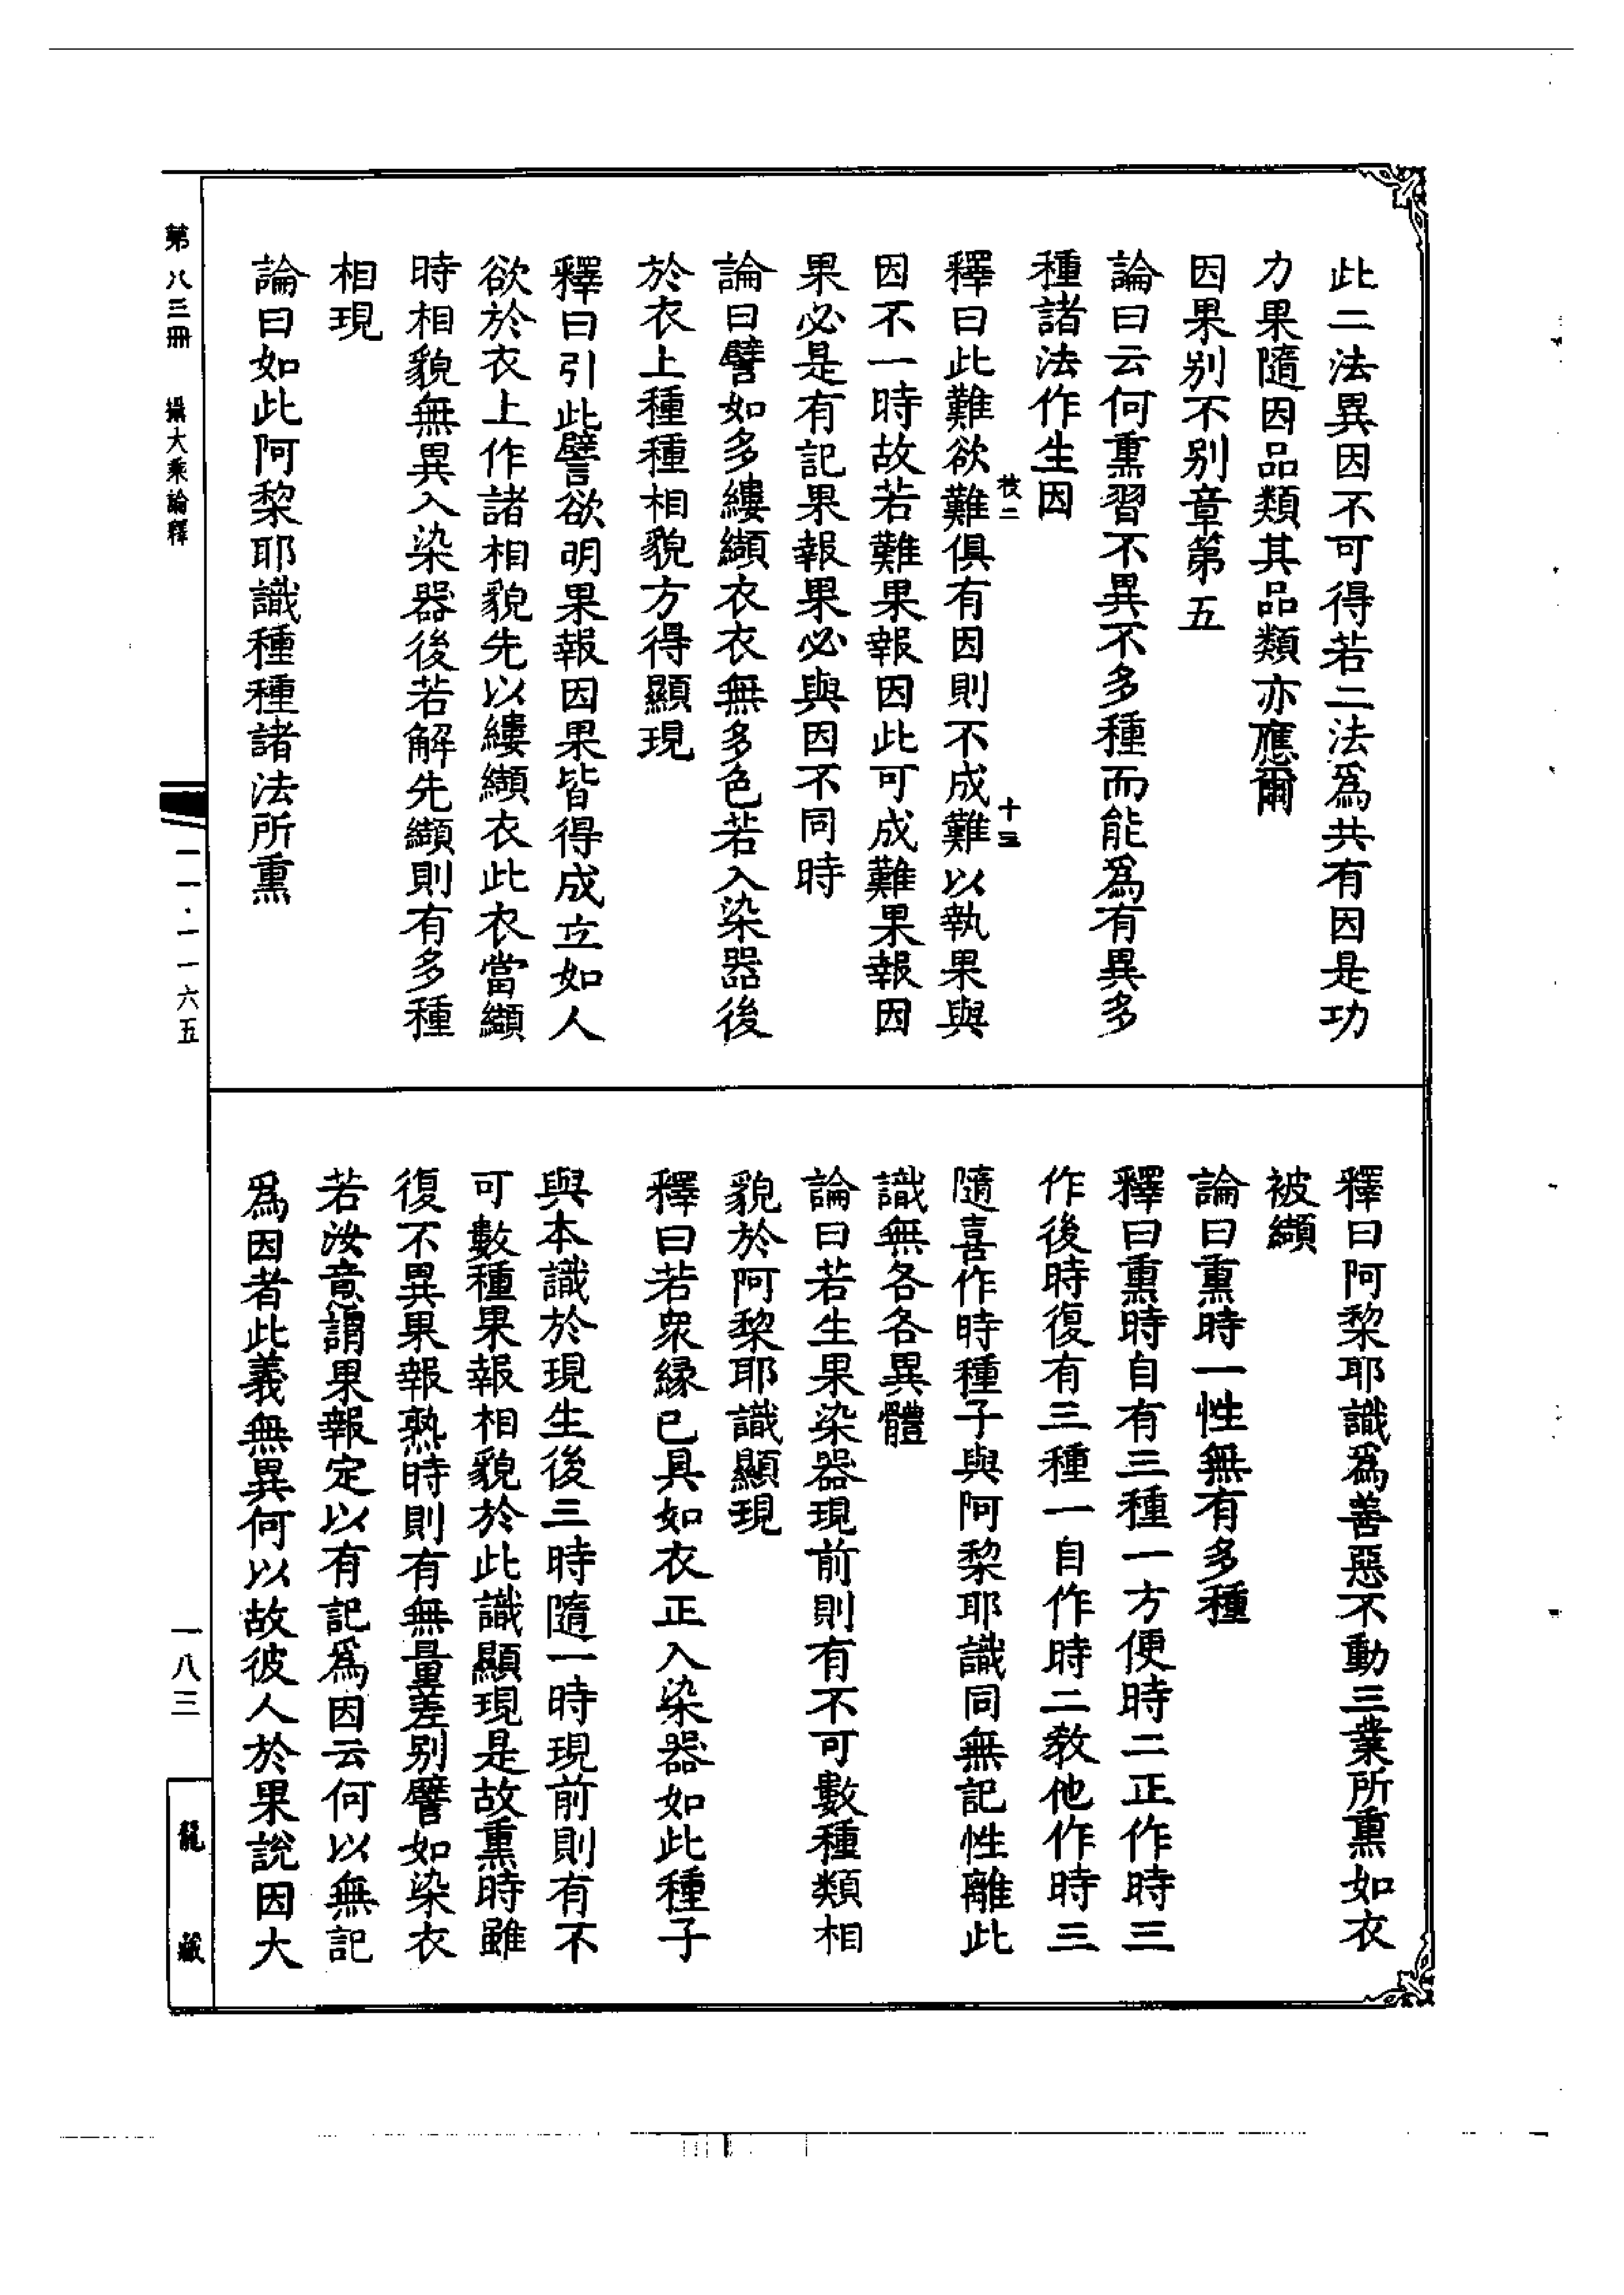 此二法異因不可得若二法爲共有因是功
力果隨因品類其品類亦應爾
因果别不别章第五
論曰云何熏習不異不多種而能爲有異多
種諸法作生因
十三
釋曰此難欲難俱有因則不成難以執果與
因不一時故若難果報因此可成難果報因
果必是有記果報果必與因不同時
論曰譬如多縷纈衣衣無多色若入染器後
於衣上種種相貌方得顯現
釋曰引此譬欲明果報因果皆得成立如人
欲於衣上作諸相貌先以縷纈衣此衣當纈
時相貌無異入染器後若解先纈則有多種
相現
論曰如此阿黎耶識種種諸法所熏
釋曰阿黎耶識爲善惡不動三業所熏如衣
被纈
論曰熏時一性無有多種
釋曰熏時自有三種一方便時二正作時三
作後時復有三種一自作時二教他作時三
隨喜作時種子與阿黎耶識同無記性離此
識無各各異體
論曰若生果染器現前則有不可數種類相
貌於阿黎耶識顯現
釋曰若衆緣已具如衣正入染器如此種子
與本識於現生後三時隨一時現前則有不
可數種果報相貌於此識顯現是故熏時雖
復不異果報熟時則有無量差别譬如染衣
若汝意謂果報定以有記爲因云何以無記
爲因者此義無異何以故彼人於果說因大
第八三冊　攝大乘論釋
一一·一一六五
一八三
龍藏